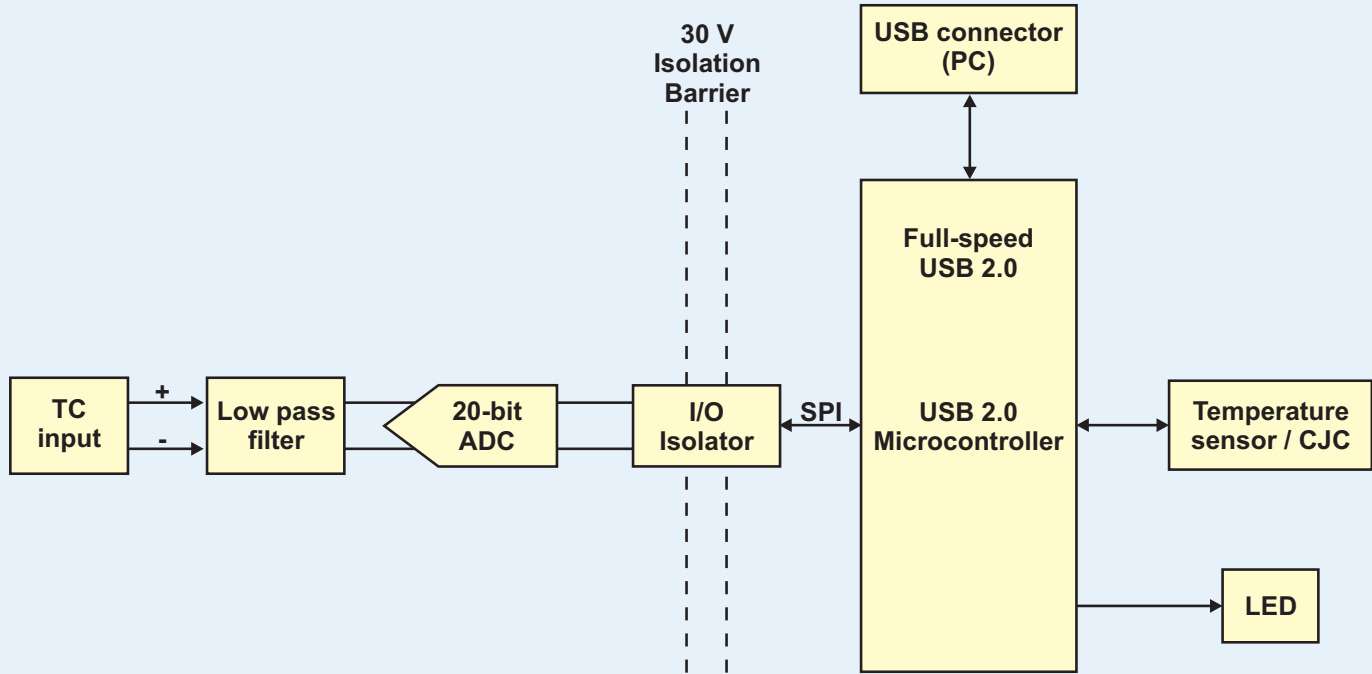 30 V
Isolation
Barrier
USB connector
(PC)
Full-speed
USB 2.0
TC
input
+
-
Low pass
filter
20-bit
ADC
I/O
Isolator
SPI
USB 2.0
Microcontroller
Temperature
sensor / CJC
LED